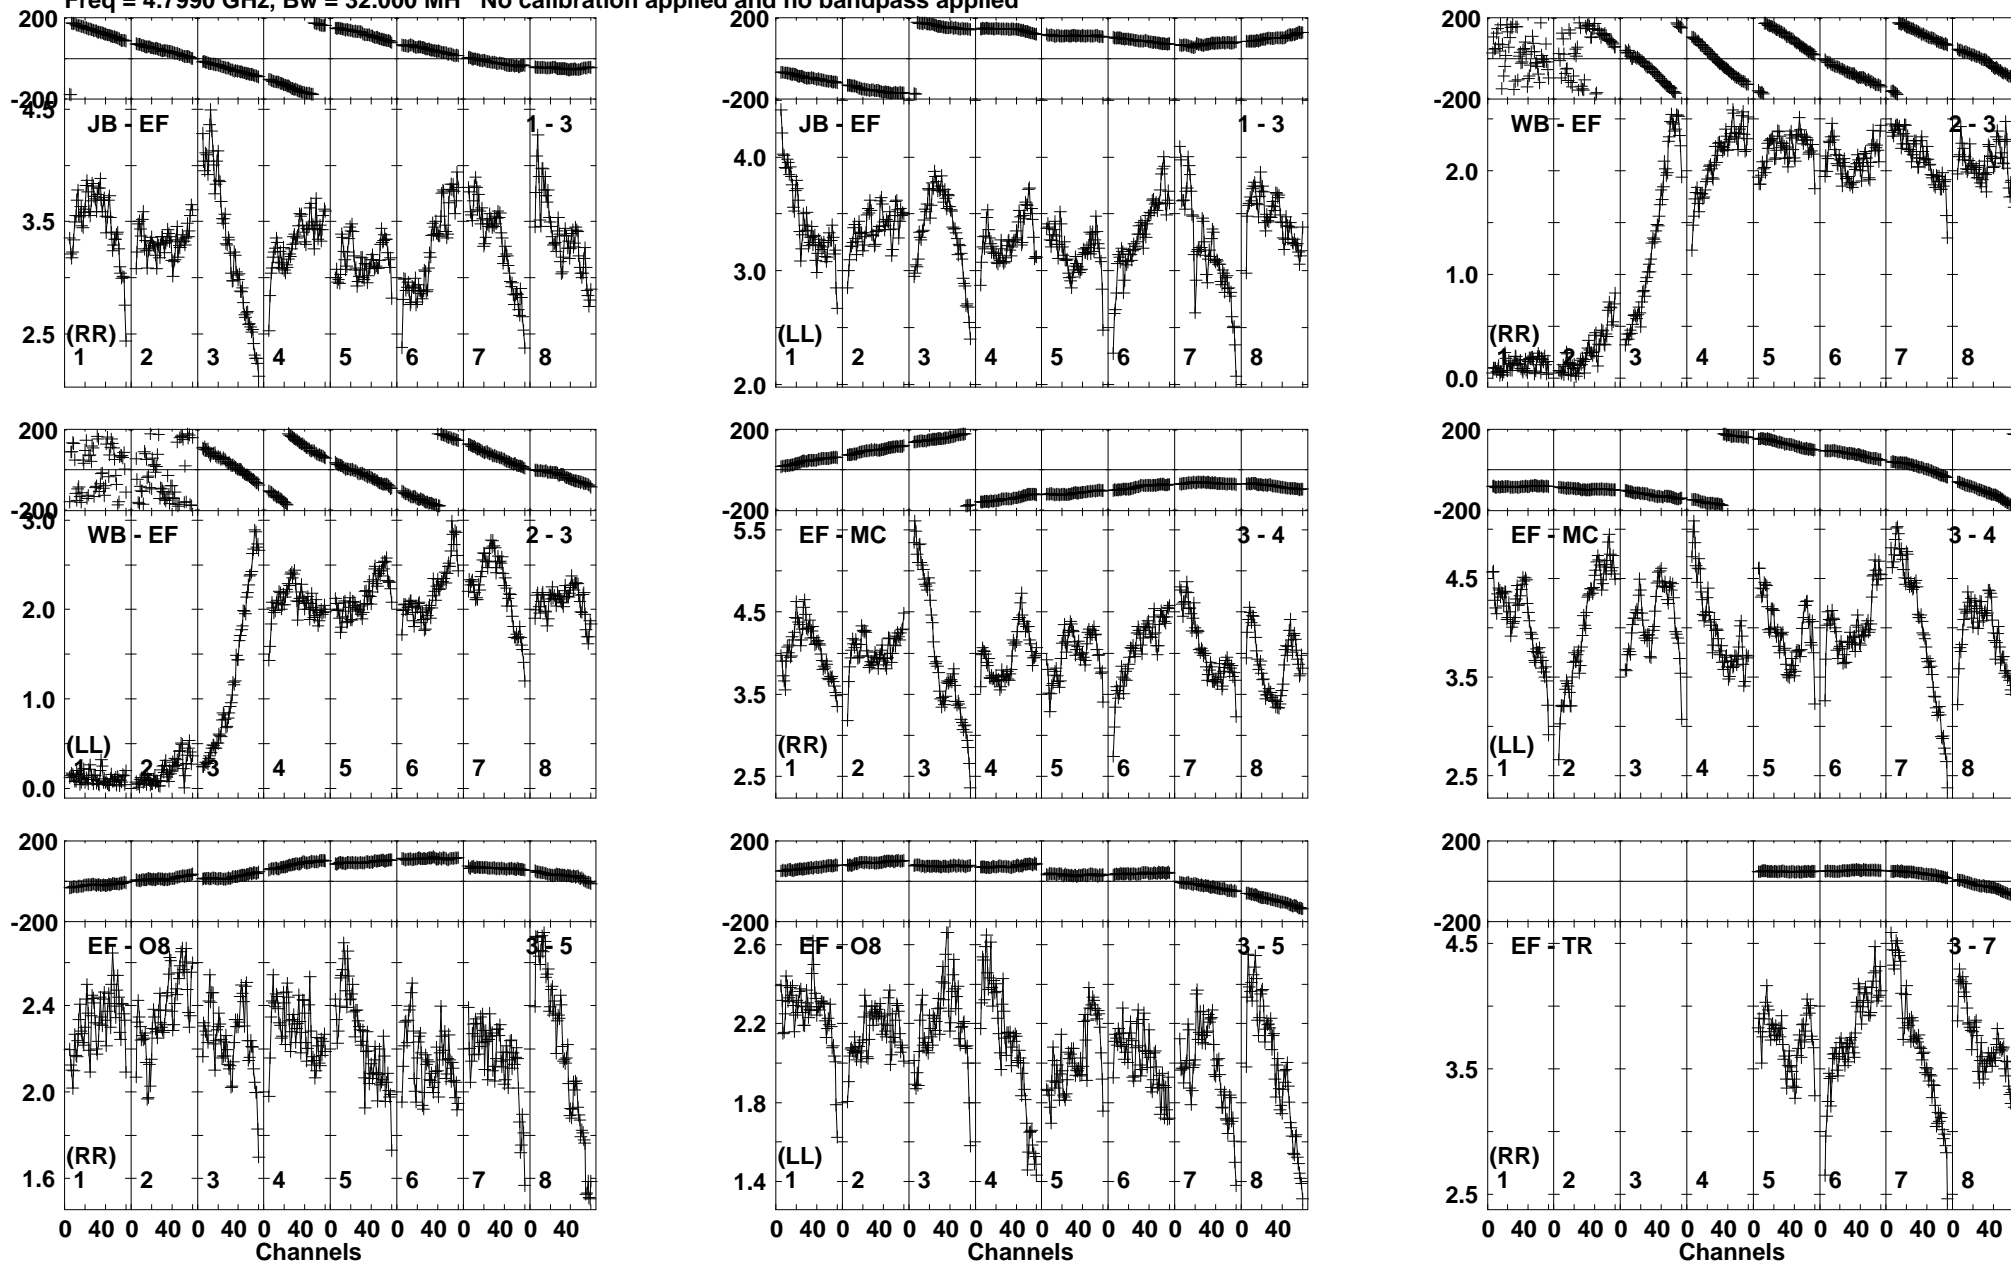 Freq = 4.7990 GHz, Bw = 32.000 MH No calibration applied and no bandpass applied
200 200 200
-200 -200 -200
4.5 JB - EF 1 - 3
4.0 JB - EF 1 - 3
WB - EF 2 - 3
3.5 3.0 2.0
2.5 1.0
(RR) (LL) (RR)
1 2 3 4 5 6 7 8
2.0 1 2 3 4 5 6 7 8
0.0 1 2 3 4 5 6 7 8
200 200 200
-200 -200 -200
3.0 WB - EF 2 - 3
5.5 EF - MC 3 - 4
EF - MC 3 - 4
2.0 4.5 4.5
1.0 3.5 3.5
(LL) (RR) (LL)
0.0 1 2 3 4 5 6 7 8
2.5 1 2 3 4 5 6 7 8
2.5 1 2 3 4 5 6 7 8
200 200 200
-200 -200 -200
EF - O8 3 - 5
2.6 EF - O8 3 - 5
4.5 EF - TR 3 - 7
2.4 2.2 3.5
2.0 1.8
(RR) (LL) (RR)
1.6 1 2 3 4 5 6 7 8
1.4 1 2 3 4 5 6 7 8
2.5 1 2 3 4 5 6 7 8
0 40 0 40 0 40 0 40 0 40 0 40 0 40 0 40
0 40 0 40 0 40 0 40 0 40 0 40 0 40 0 40
0 40 0 40 0 40 0 40 0 40 0 40 0 40 0 40
Channels Channels Channels